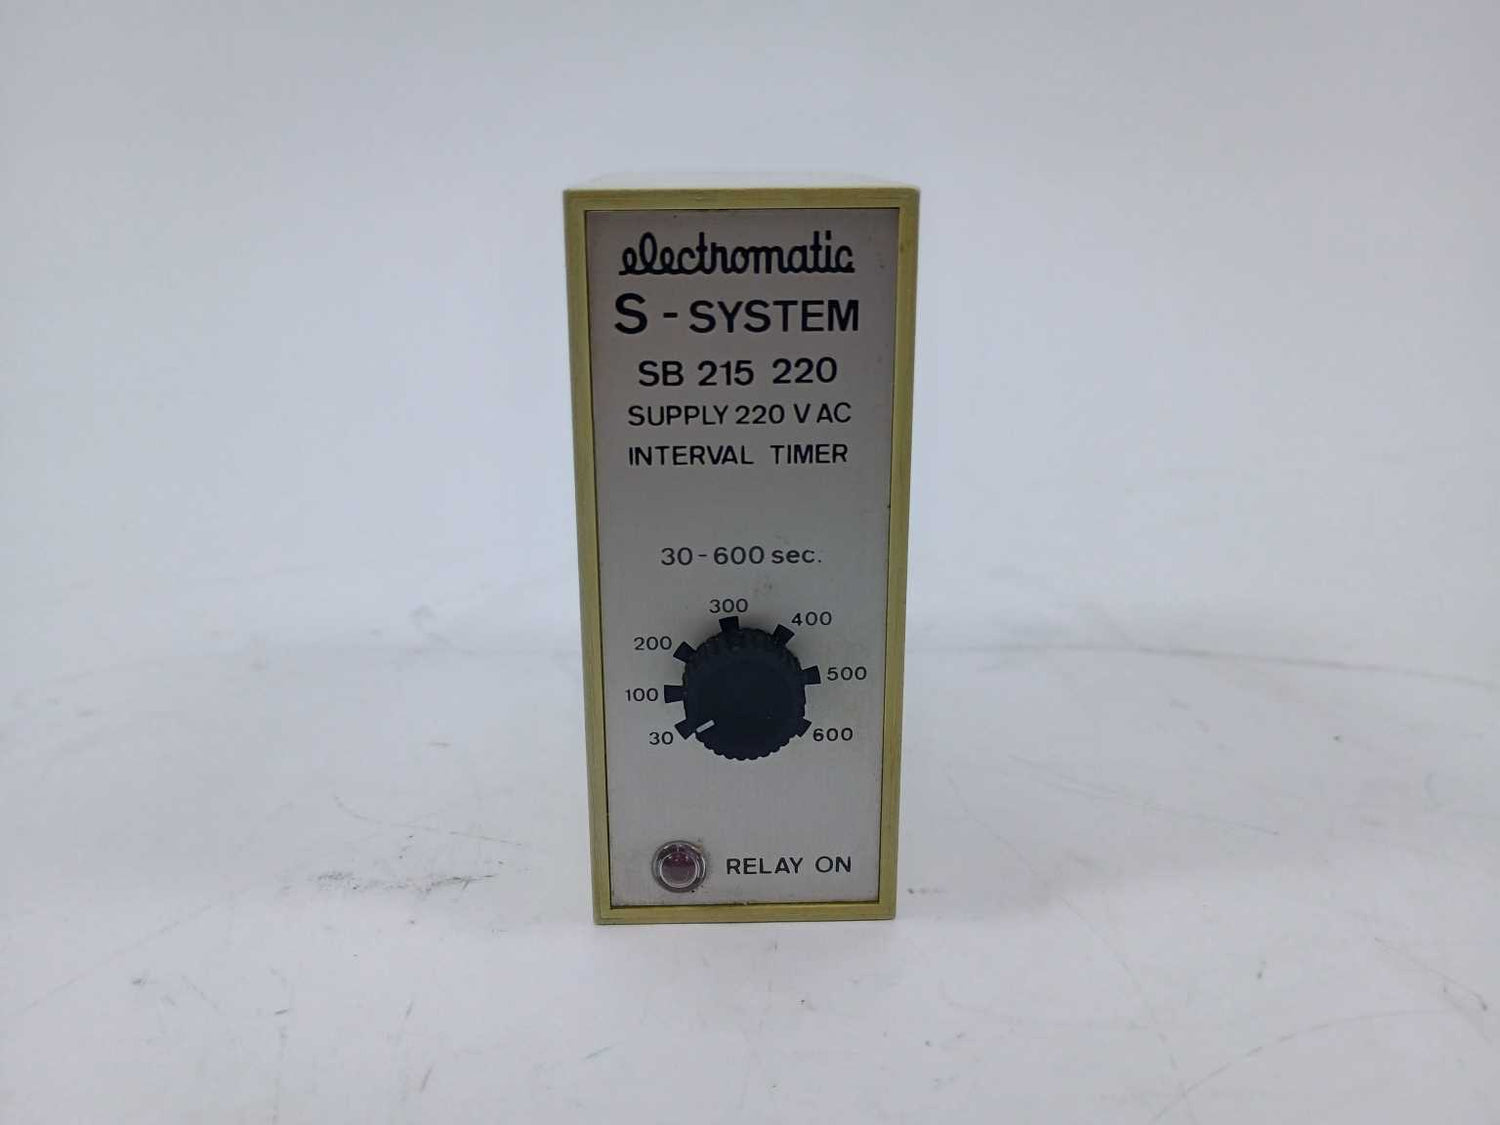 electromatic
S - SYSTEM
SB 215 220
SUPPLY 220 V AC
INTERVAL TIMER
30 - 600 sec.
300
400
200
500
100
600
30
RELAY ON